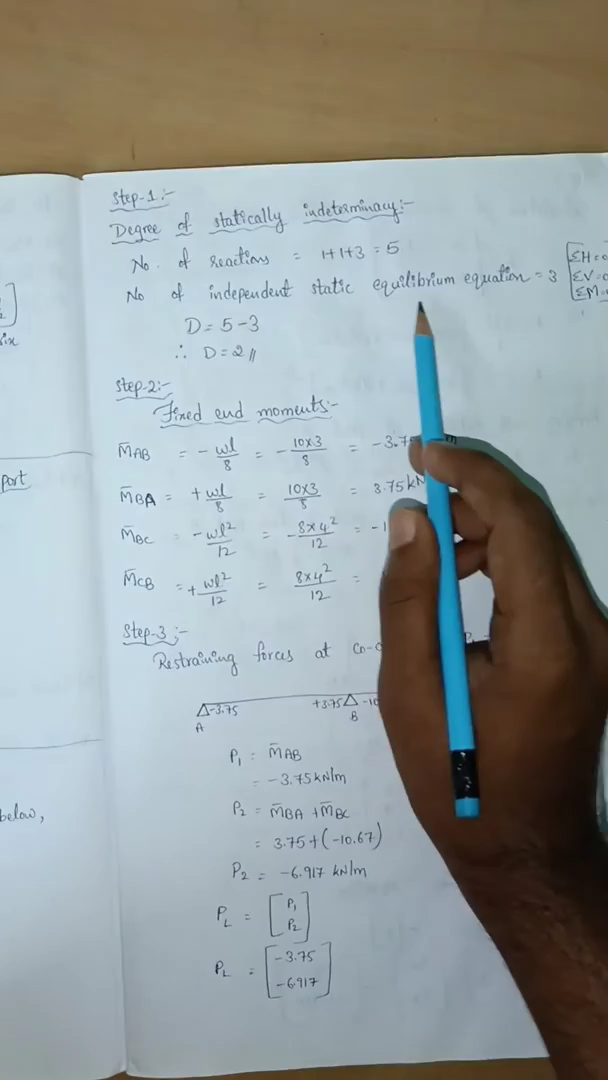 Step-1:-
Degree of statically indeterminacy:-
No. of reactions = 1+1+3 = 5
No of independent static equilibrium equation = 3
ΣH=0
ΣV=0
ΣM=
D = 5-3
∴ D = 2//
Step-2:-
Fixed end moments:-
M̄AB = -wl/8 = -10×3/8 = -3.75
M̄BA = +wl/8 = 10×3/8 = 3.75 kN
M̄BC = -wl²/12 = -8×4²/12 = -1
M̄CB = +wl²/12 = 8×4²/12 =
Step-3:-
Restraining forces at co-o
△-3.75 +3.75△-10
A B
P₁ = M̄AB
= -3.75 kN/m
P₂ = M̄BA + M̄BC
= 3.75+(-10.67)
P₂ = -6.917 kN/m
PL = [P₁
P₂]
PL = [-3.75
-6.917]
port
below,